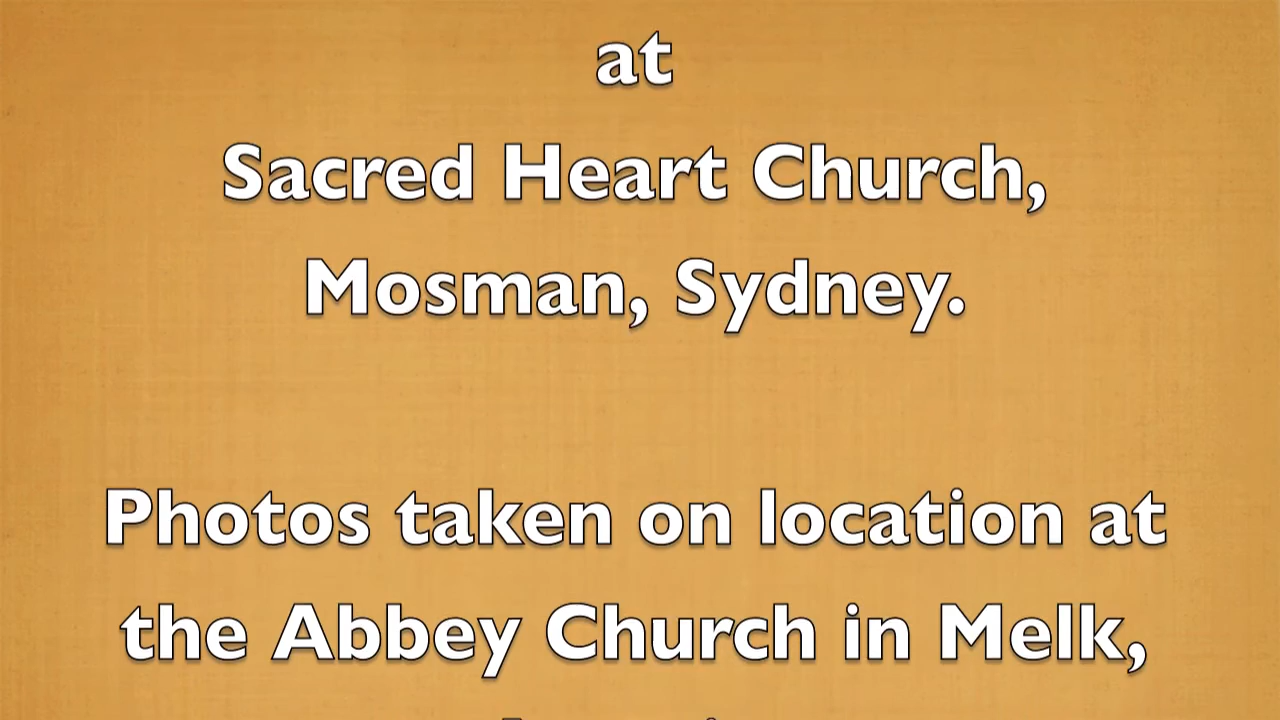 at
Sacred Heart Church,
Mosman, Sydney.
Photos taken on location at
the Abbey Church in Melk,